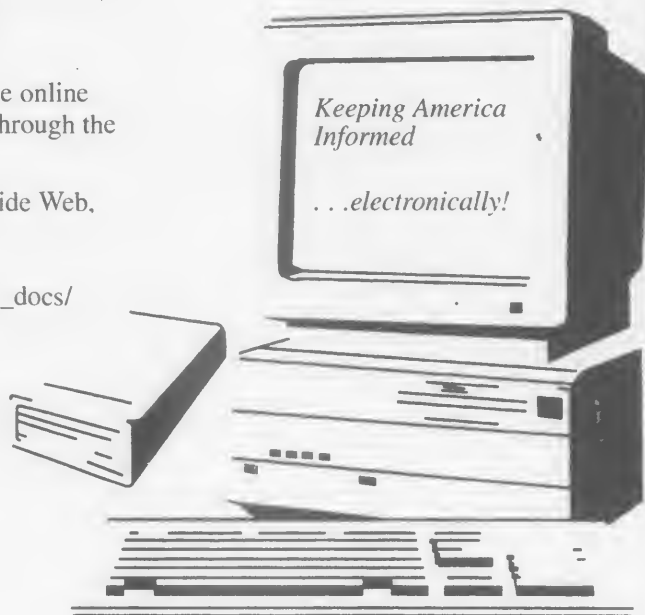 e online
hrough the
ide Web,
_docs/
Keeping America
Informed
. . .electronically!